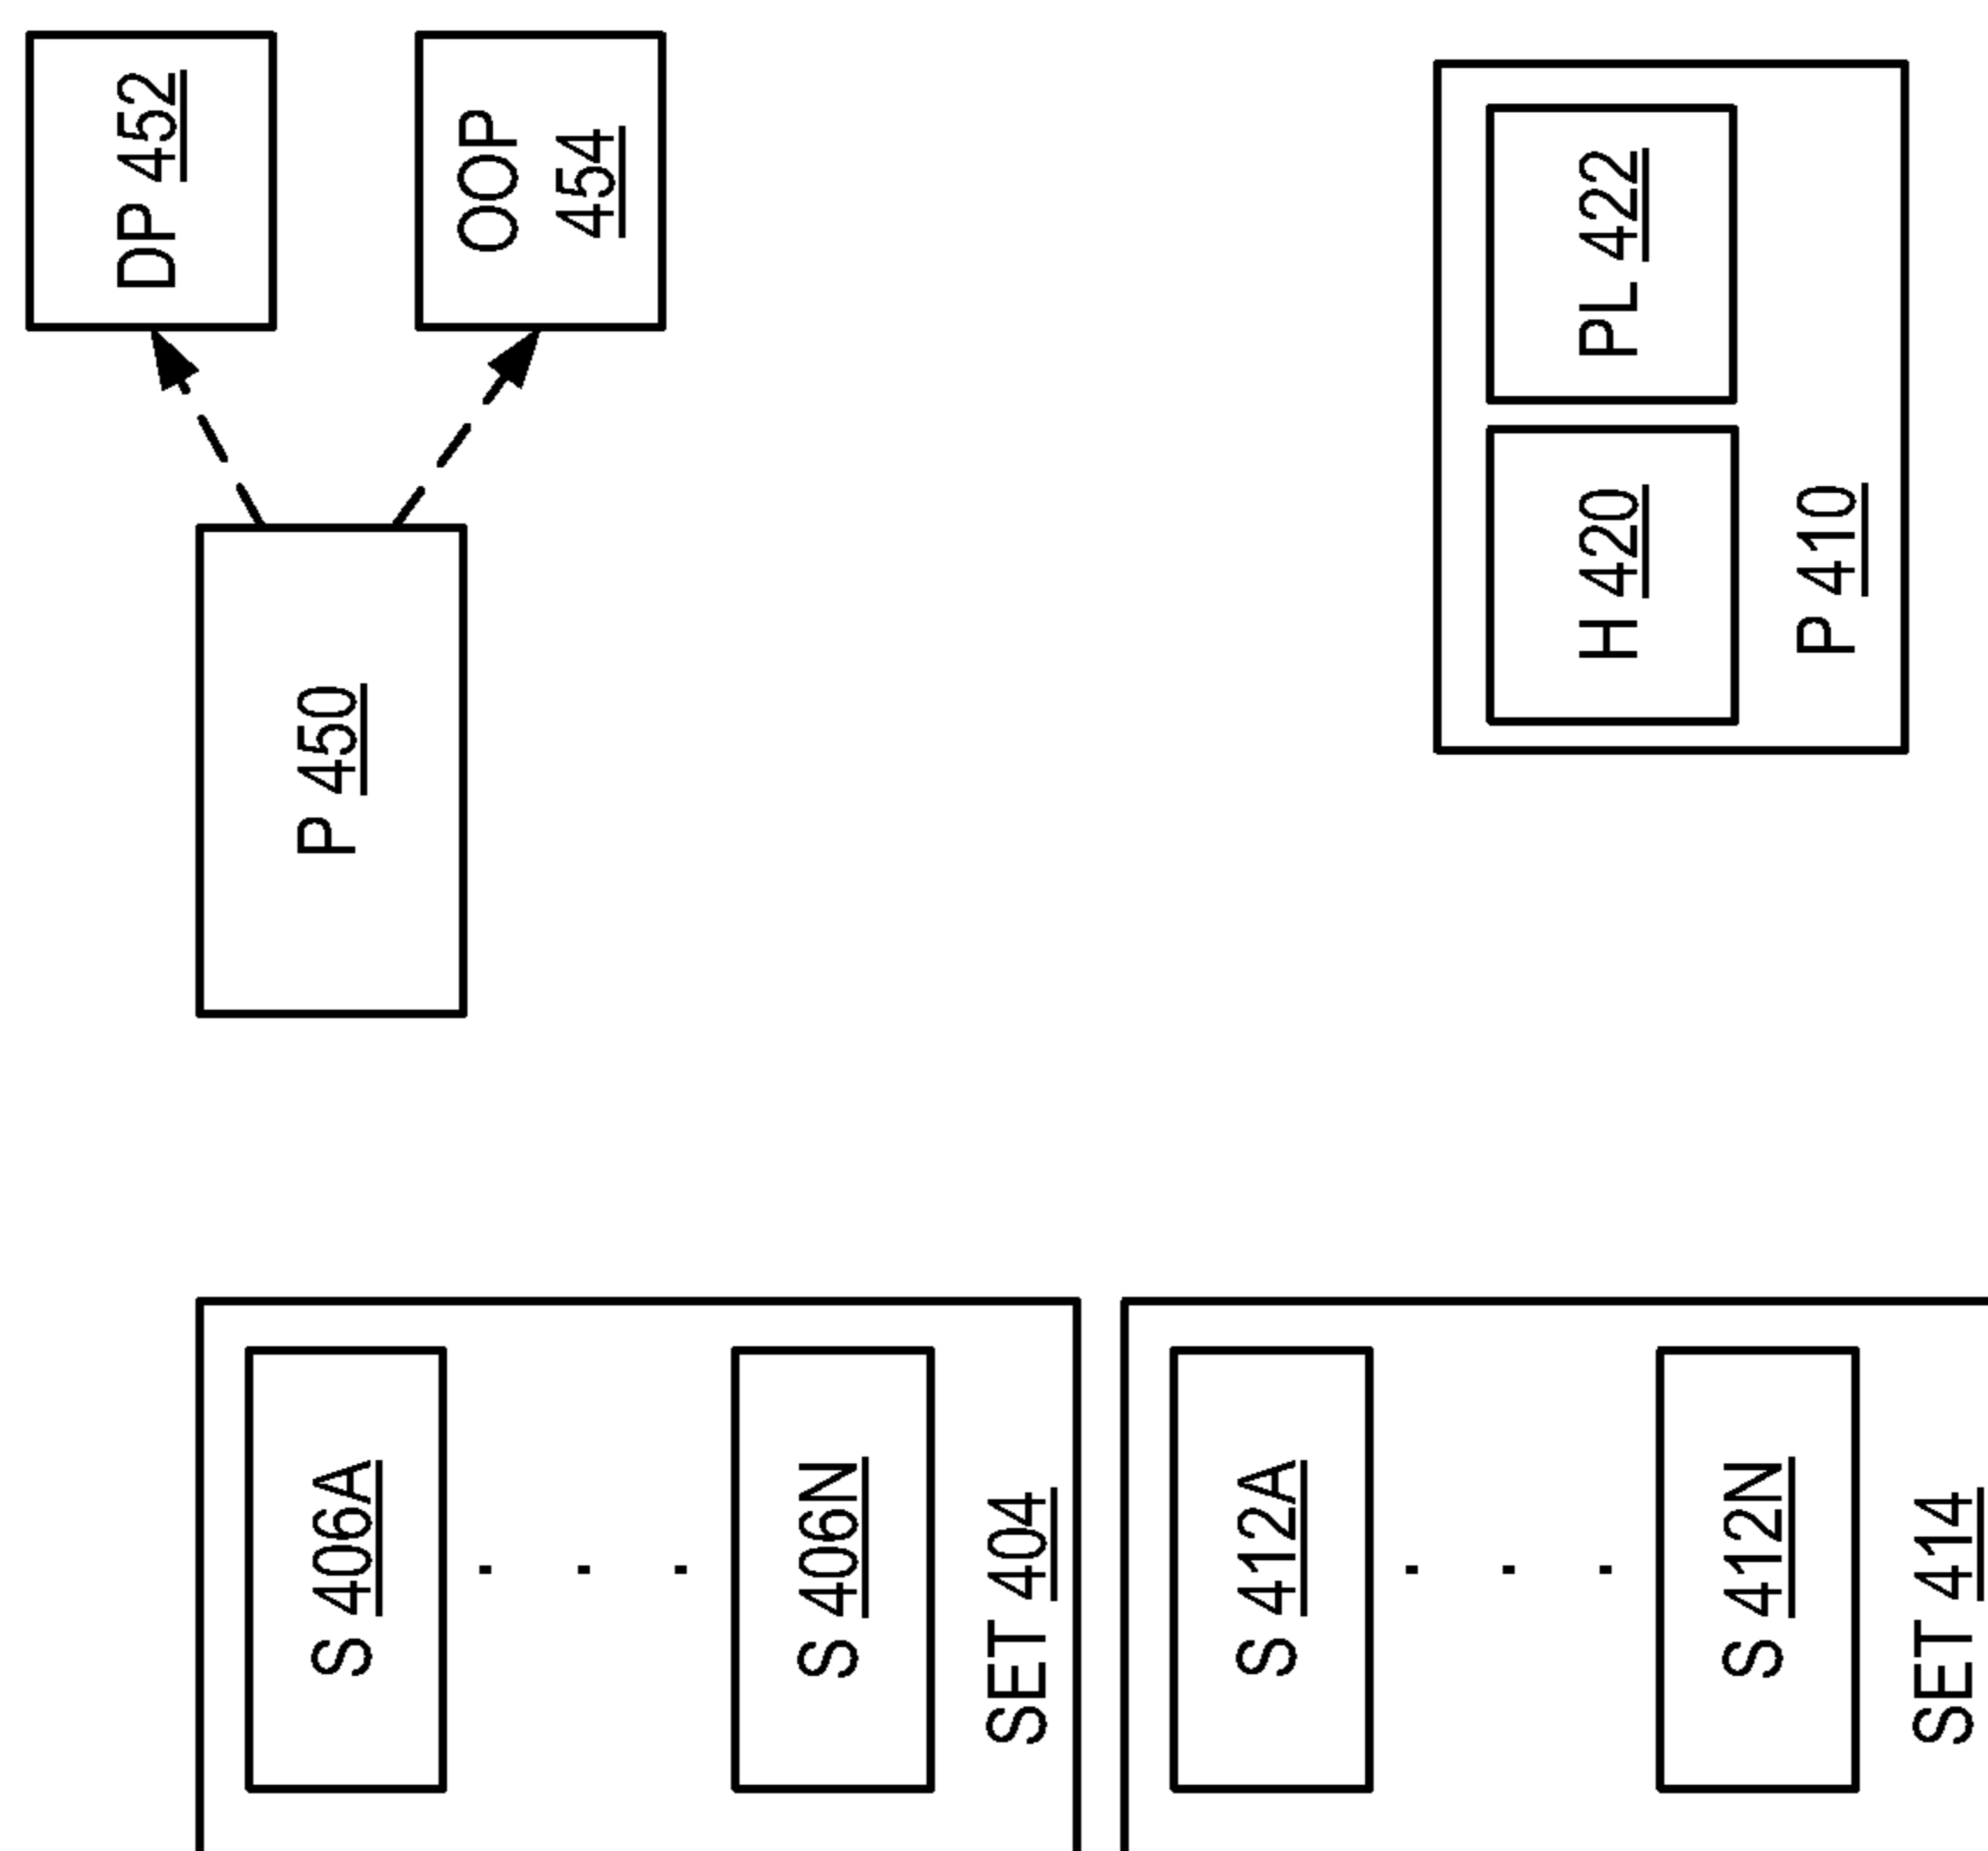 DP 452
OOP
454
P 450
PL 422
H 420
P 410
S 406A
. . .
S 406N
SET 404
S 412A
. . .
S 412N
SET 414